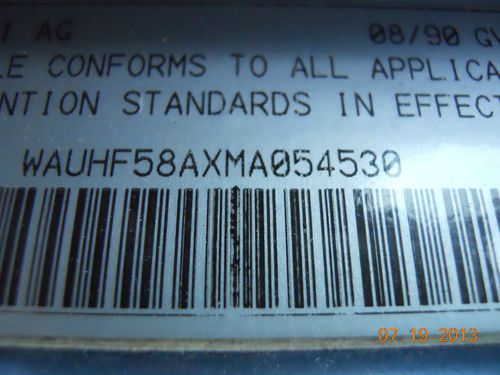 I AG 08/90 GV
LE CONFORMS TO ALL APPLICA
NTION STANDARDS IN EFFECT
WAUHF58AXMA054530
07 19 2013